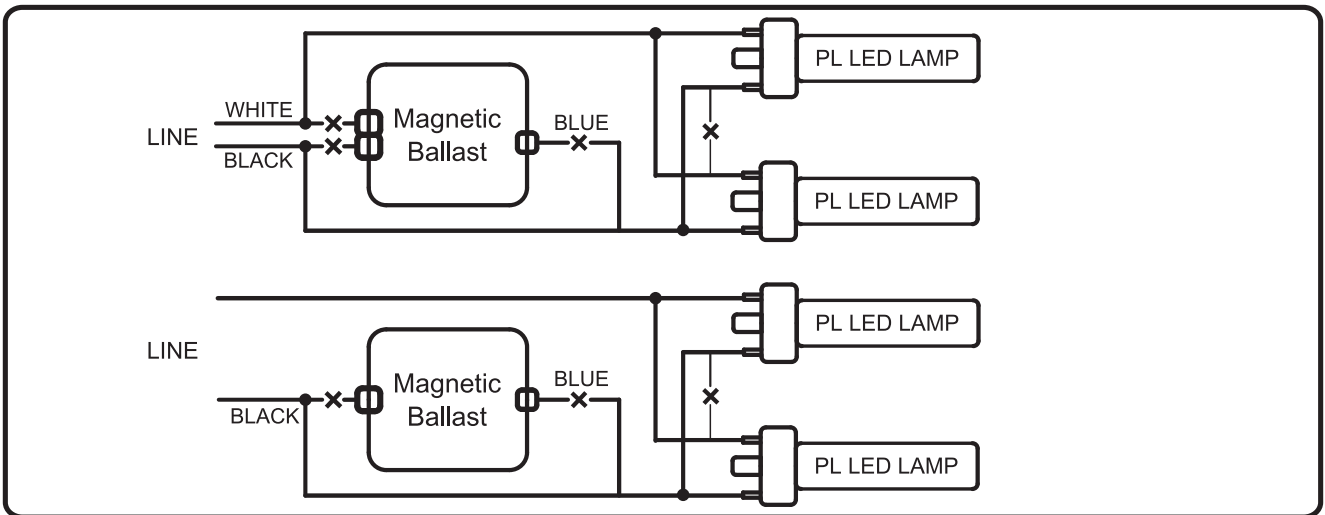 PL LED LAMP
WHITE
LINE
BLACK
Magnetic
Ballast
BLUE
PL LED LAMP
LINE
BLACK
Magnetic
Ballast
BLUE
PL LED LAMP
PL LED LAMP